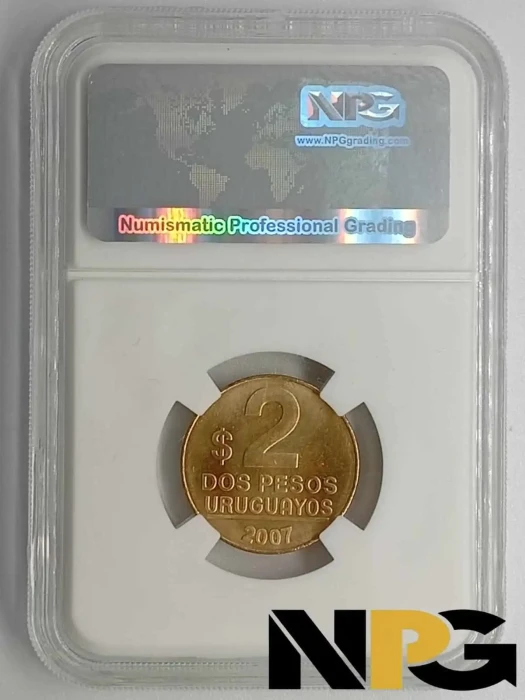 NPG
www.NPGgrading.com
Numismatic Professional Grading
$ 2
DOS PESOS
URUGUAYOS
2007
NPG